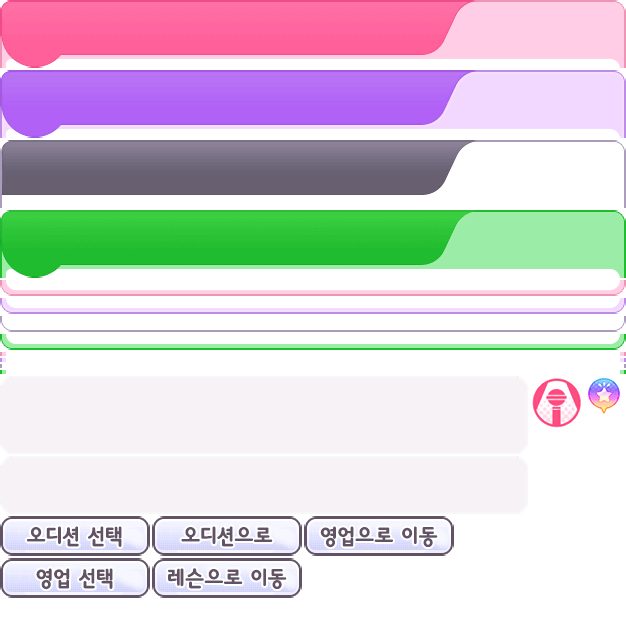 오디션 선택
오디션으로
영업으로 이동
영업 선택
레슨으로 이동